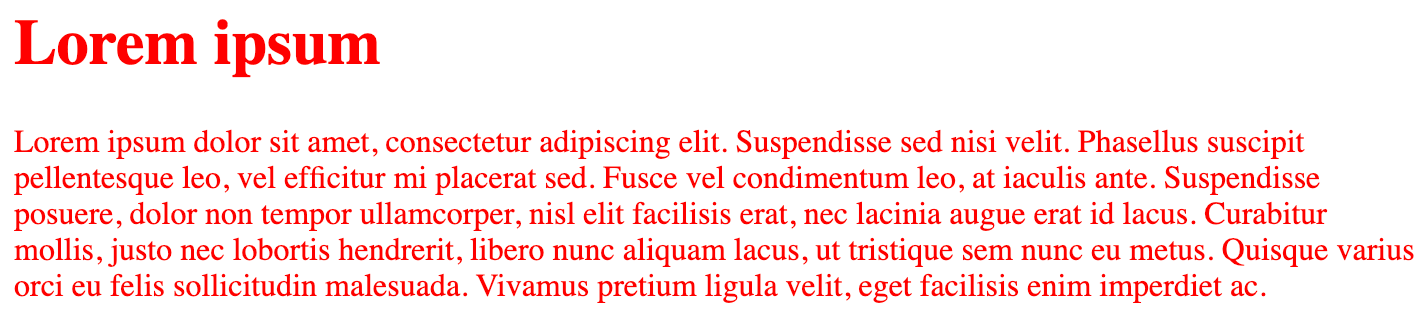 Lorem ipsum
Lorem ipsum dolor sit amet, consectetur adipiscing elit. Suspendisse sed nisi velit. Phasellus suscipit
pellentesque leo, vel efficitur mi placerat sed. Fusce vel condimentum leo, at iaculis ante. Suspendisse
posuere, dolor non tempor ullamcorper, nisl elit facilisis erat, nec lacinia augue erat id lacus. Curabitur
mollis, justo nec lobortis hendrerit, libero nunc aliquam lacus, ut tristique sem nunc eu metus. Quisque varius
orci eu felis sollicitudin malesuada. Vivamus pretium ligula velit, eget facilisis enim imperdiet ac.